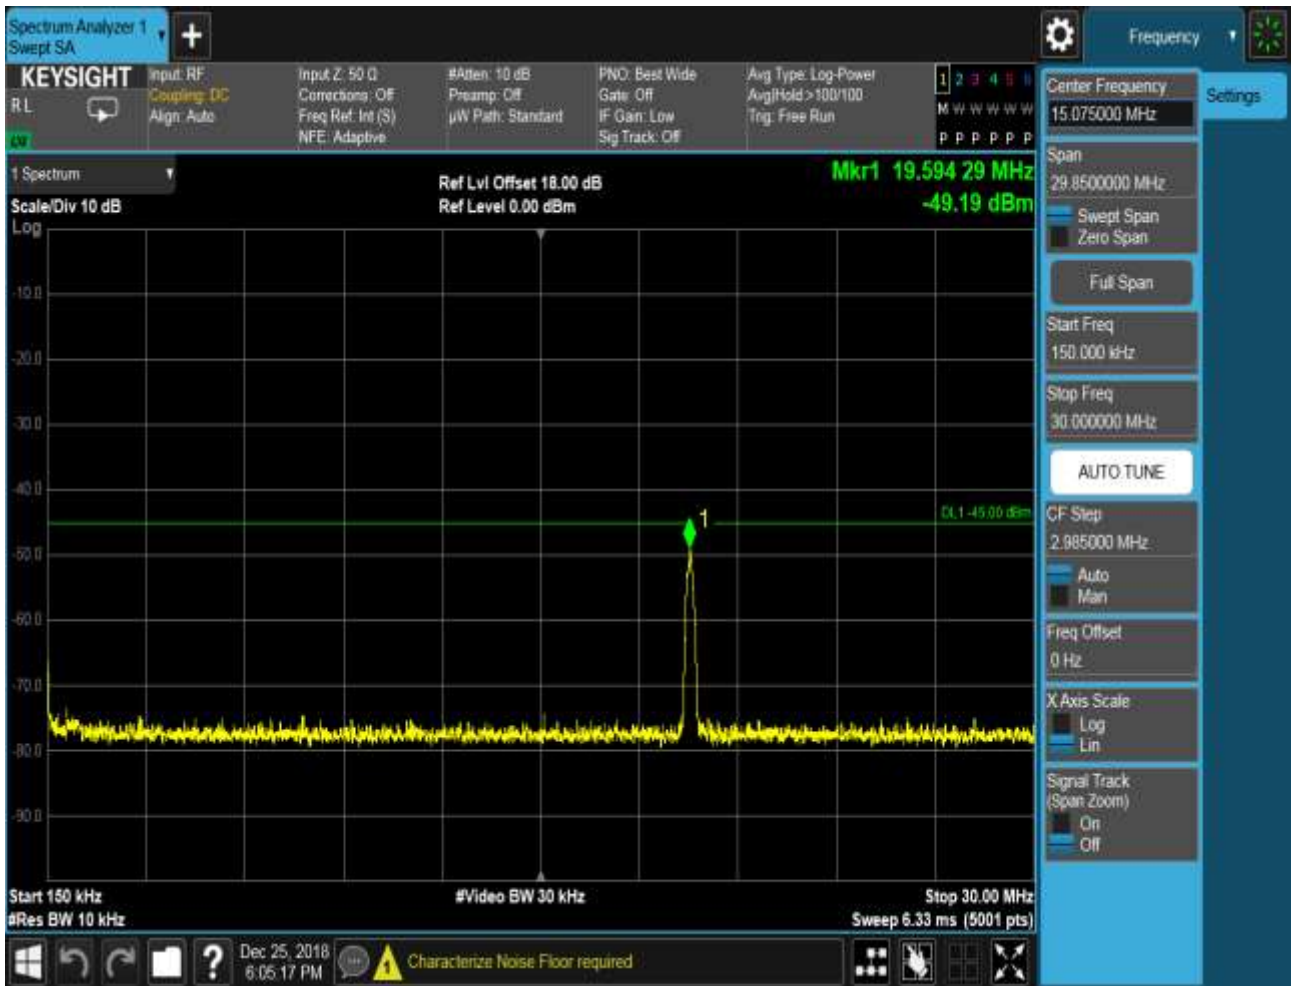 Spectrum Analyzer 1
Swept SA
Frequency
KEYSIGHT
R L
Input: RF
Coupling: DC
Align: Auto
Input Z: 50 Ω
Corrections: Off
Freq Ref: Int (S)
NFE: Adaptive
#Atten: 10 dB
Preamp: Off
µW Path: Standard
PNO: Best Wide
Gate: Off
IF Gain: Low
Sig Track: Off
Avg Type: Log-Power
Avg|Hold:>100/100
Trig: Free Run
1 2 3 4 5 6
M W W W W W
P P P P P P
1 Spectrum
Scale/Div 10 dB
Log
Ref Lvl Offset 18.00 dB
Ref Level 0.00 dBm
Mkr1 19.594 29 MHz
-49.19 dBm
-10.0
-20.0
-30.0
-40.0
DL1 -45.00 dBm
1
-50.0
-60.0
-70.0
-80.0
-90.0
Start 150 kHz
#Res BW 10 kHz
#Video BW 30 kHz
Stop 30.00 MHz
Sweep 6.33 ms (5001 pts)
Center Frequency
15.075000 MHz
Settings
Span
29.8500000 MHz
Swept Span
Zero Span
Full Span
Start Freq
150.000 kHz
Stop Freq
30.000000 MHz
AUTO TUNE
CF Step
2.985000 MHz
Auto
Man
Freq Offset
0 Hz
X Axis Scale
Log
Lin
Signal Track
(Span Zoom)
On
Off
?
Dec 25, 2018
6:05:17 PM
1
Characterize Noise Floor required